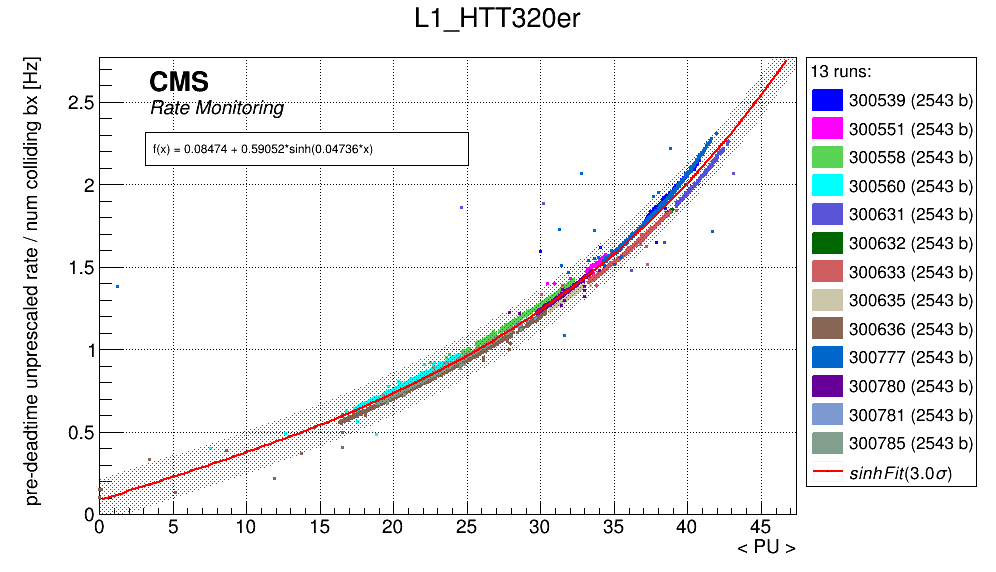 L1_HTT320er
pre-deadtime unprescaled rate / num colliding bx [Hz]
CMS
Rate Monitoring
f(x) = 0.08474 + 0.59052*sinh(0.04736*x)
2.5
2
1.5
1
0.5
0
0 5 10 15 20 25 30 35 40 45
< PU >
13 runs:
300539 (2543 b)
300551 (2543 b)
300558 (2543 b)
300560 (2543 b)
300631 (2543 b)
300632 (2543 b)
300633 (2543 b)
300635 (2543 b)
300636 (2543 b)
300777 (2543 b)
300780 (2543 b)
300781 (2543 b)
300785 (2543 b)
sinhFit(3.0σ)